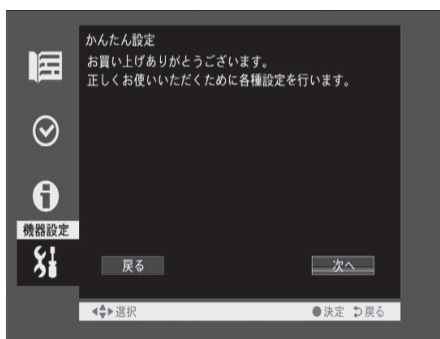 かんたん設定
お買い上げありがとうございます。
正しくお使いいただくために各種設定を行います。
機器設定
戻る
次へ
選択
決定 戻る